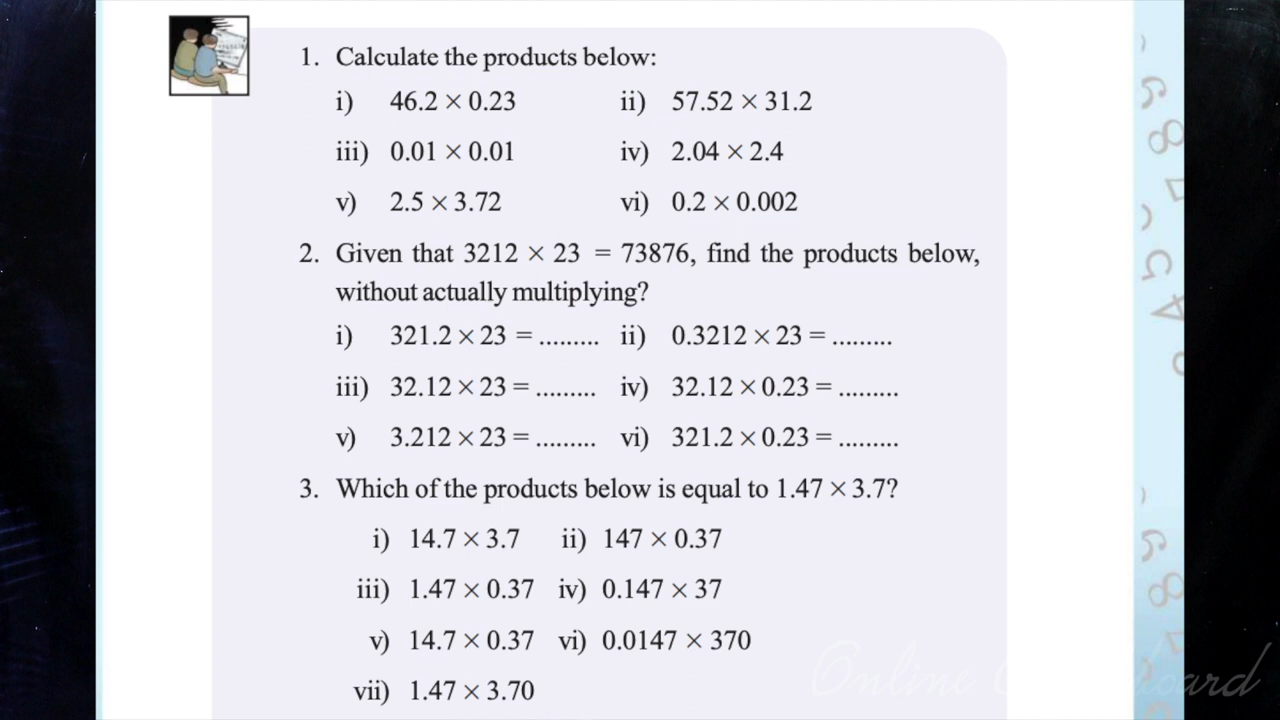 1. Calculate the products below:
i) 46.2 × 0.23 ii) 57.52 × 31.2
iii) 0.01 × 0.01 iv) 2.04 × 2.4
v) 2.5 × 3.72 vi) 0.2 × 0.002
2. Given that 3212 × 23 = 73876, find the products below,
without actually multiplying?
i) 321.2 × 23 = ......... ii) 0.3212 × 23 = .........
iii) 32.12 × 23 = ......... iv) 32.12 × 0.23 = .........
v) 3.212 × 23 = ......... vi) 321.2 × 0.23 = .........
3. Which of the products below is equal to 1.47 × 3.7?
i) 14.7 × 3.7 ii) 147 × 0.37
iii) 1.47 × 0.37 iv) 0.147 × 37
v) 14.7 × 0.37 vi) 0.0147 × 370
vii) 1.47 × 3.70
Online